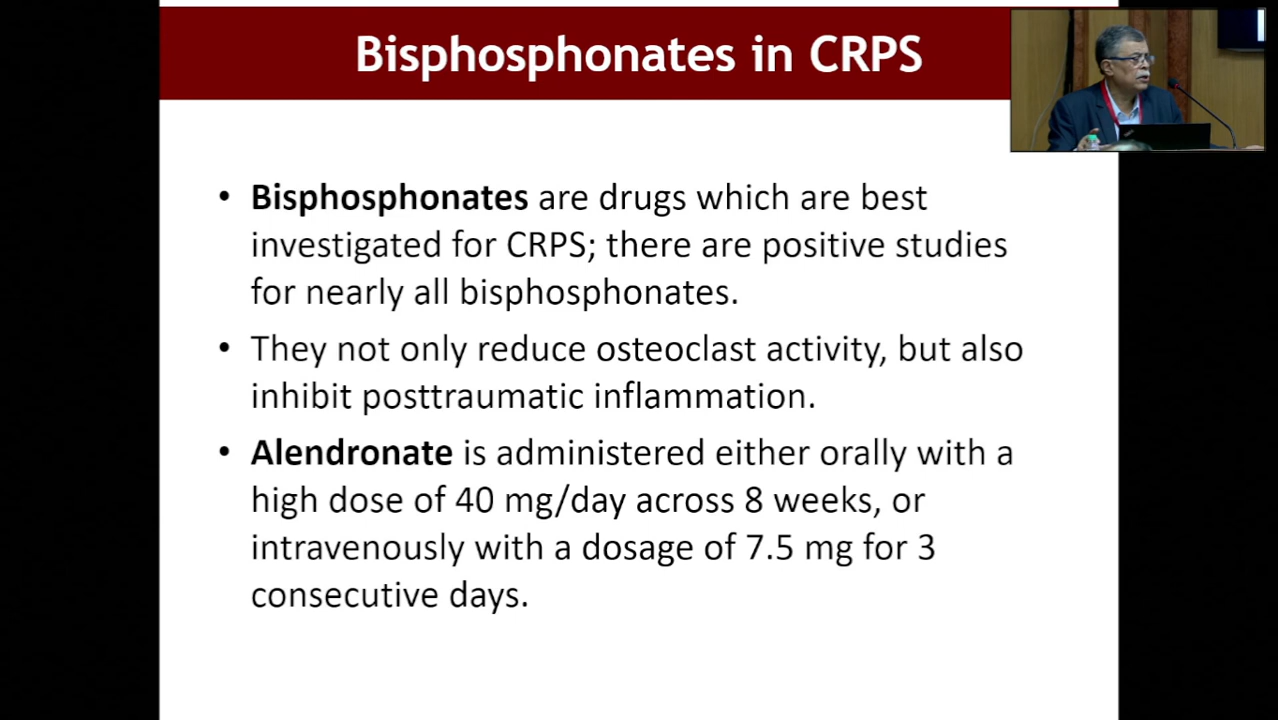 Bisphosphonates in CRPS
• Bisphosphonates are drugs which are best
investigated for CRPS; there are positive studies
for nearly all bisphosphonates.
• They not only reduce osteoclast activity, but also
inhibit posttraumatic inflammation.
• Alendronate is administered either orally with a
high dose of 40 mg/day across 8 weeks, or
intravenously with a dosage of 7.5 mg for 3
consecutive days.